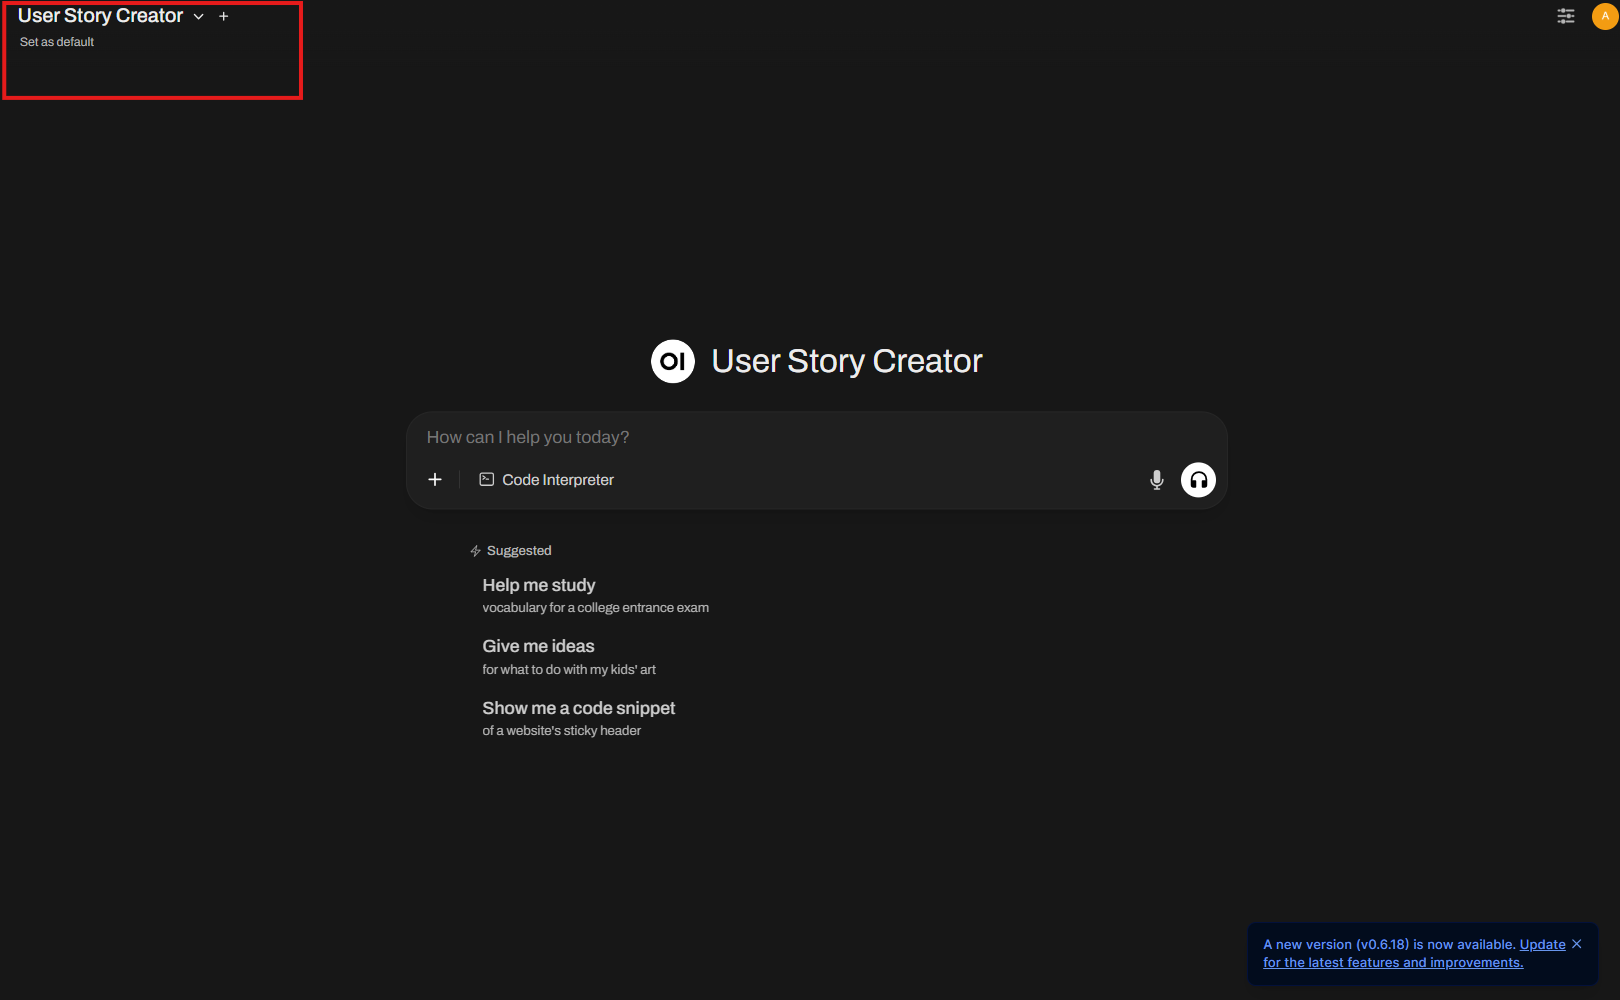 User Story Creator
Set as default
A
OI User Story Creator
How can I help you today?
Code Interpreter
Suggested
Help me study
vocabulary for a college entrance exam
Give me ideas
for what to do with my kids' art
Show me a code snippet
of a website's sticky header
A new version (v0.6.18) is now available. Update
for the latest features and improvements.